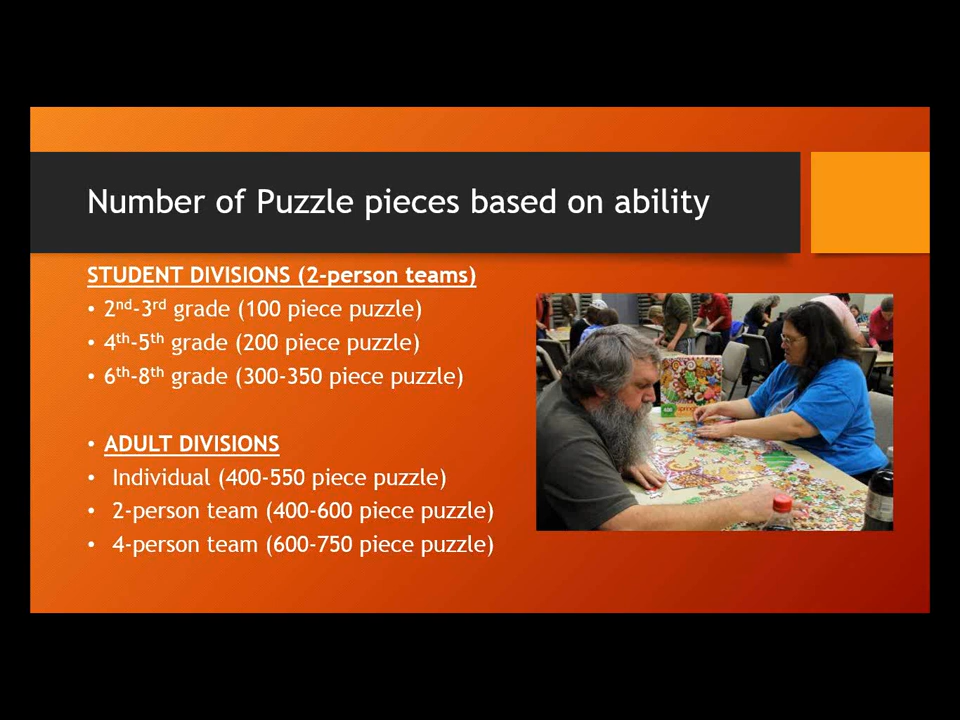 Number of Puzzle pieces based on ability
STUDENT DIVISIONS (2-person teams)
• 2nd-3rd grade (100 piece puzzle)
• 4th-5th grade (200 piece puzzle)
• 6th-8th grade (300-350 piece puzzle)
• ADULT DIVISIONS
• Individual (400-550 piece puzzle)
• 2-person team (400-600 piece puzzle)
• 4-person team (600-750 piece puzzle)